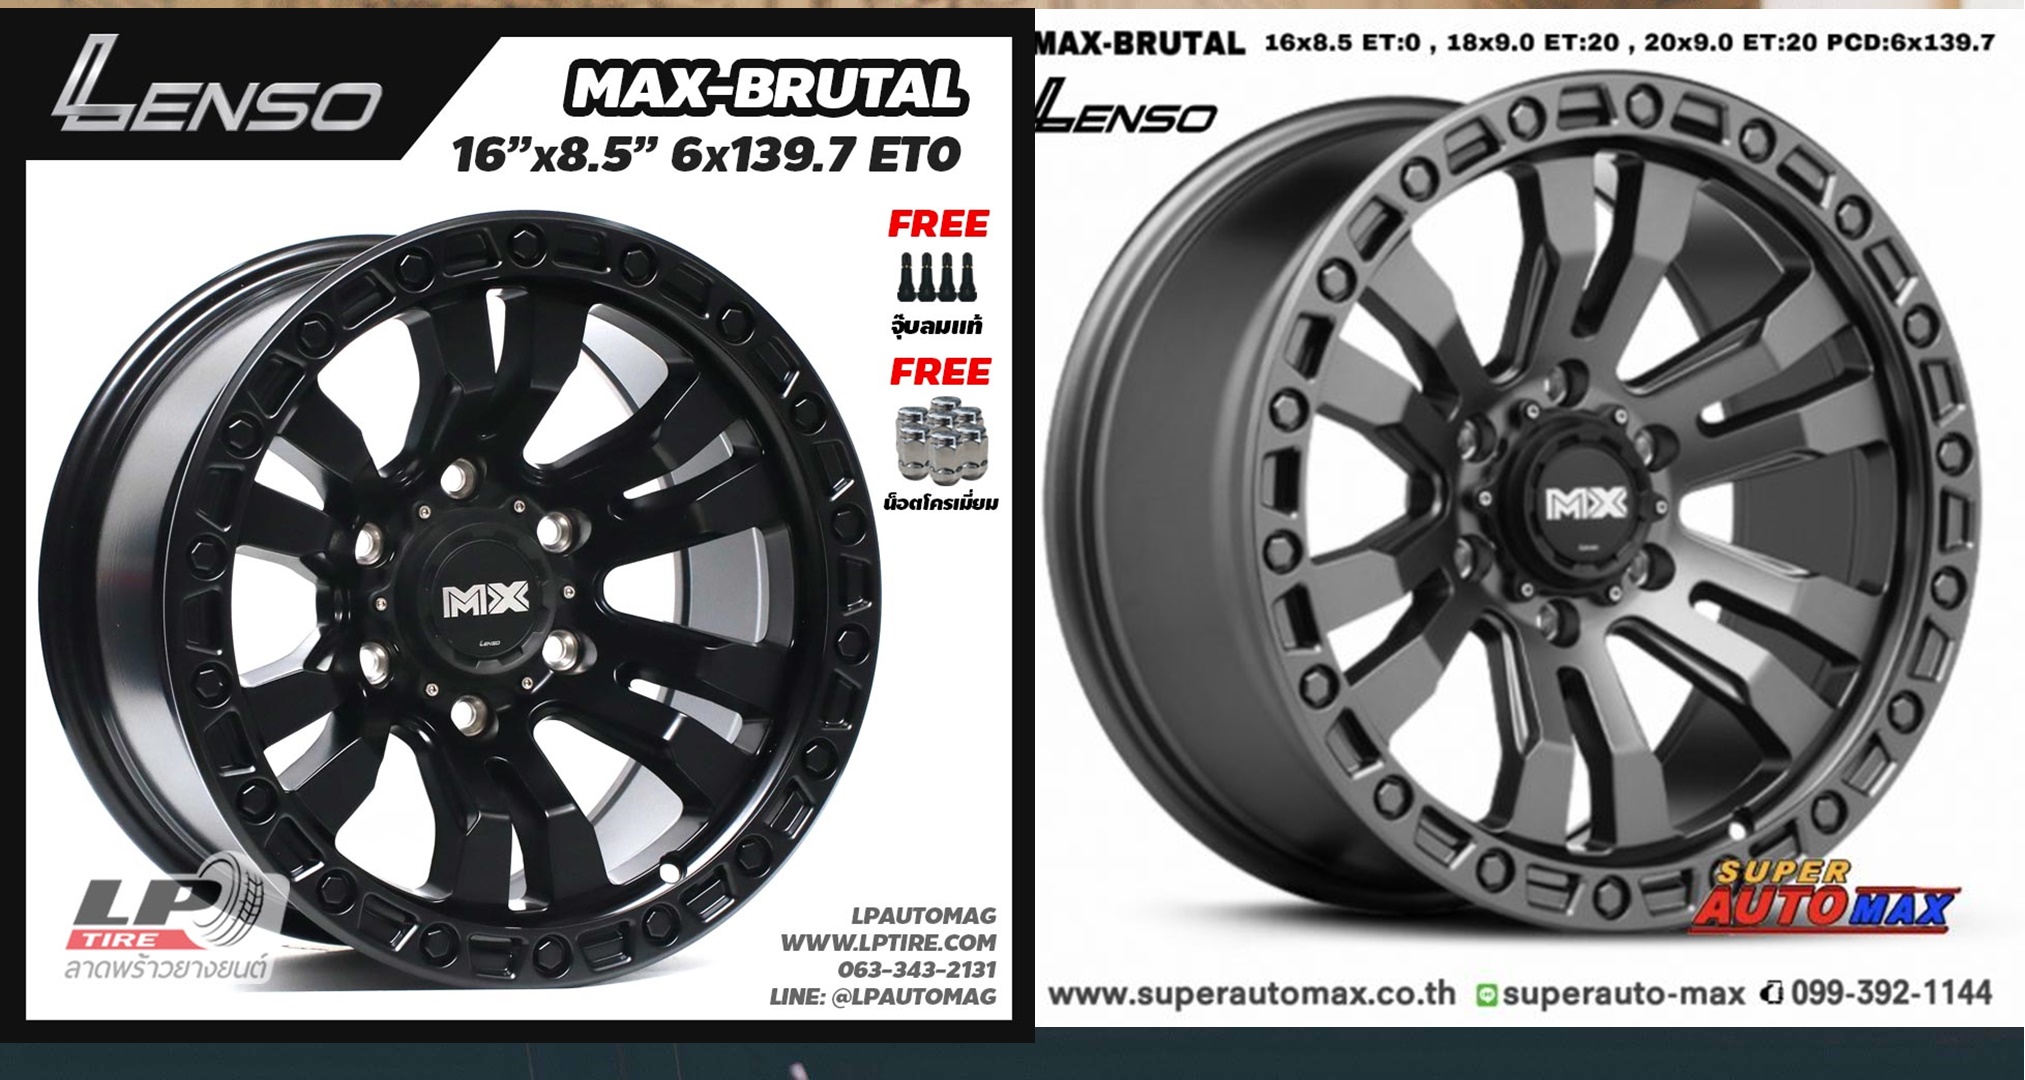 LENSO
MAX-BRUTAL
16”x8.5” 6x139.7 ET0
FREE
จุ๊บลมแท้
FREE
น็อตโครเมี่ยม
MX
LENSO
LP
TIRE
ลาดพร้าวยางยนต์
LPAUTOMAG
WWW.LPTIRE.COM
063-343-2131
LINE: @LPAUTOMAG
MAX-BRUTAL 16x8.5 ET:0 , 18x9.0 ET:20 , 20x9.0 ET:20 PCD:6x139.7
LENSO
MX
SUPER
AUTO MAX
www.superautomax.co.th superauto-max 099-392-1144